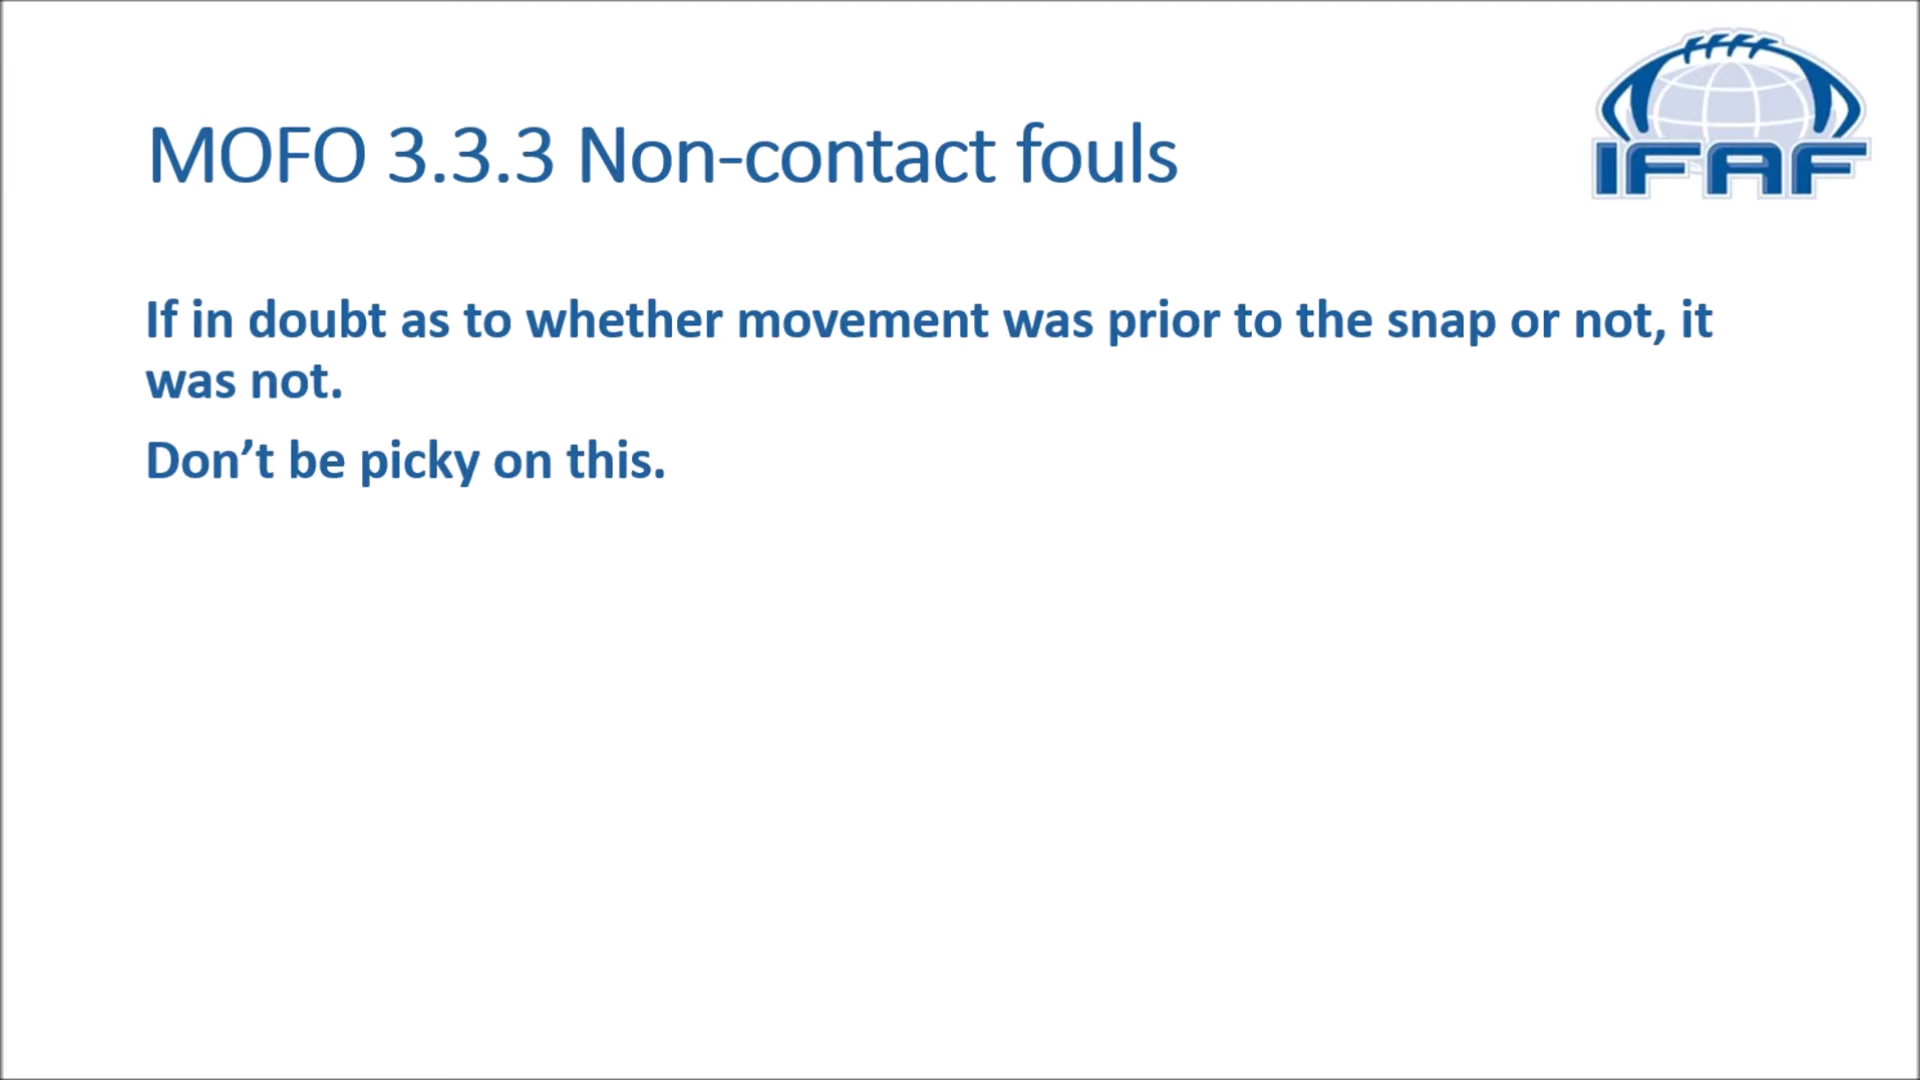 MOFO 3.3.3 Non-contact fouls
IFAF
If in doubt as to whether movement was prior to the snap or not, it
was not.
Don’t be picky on this.